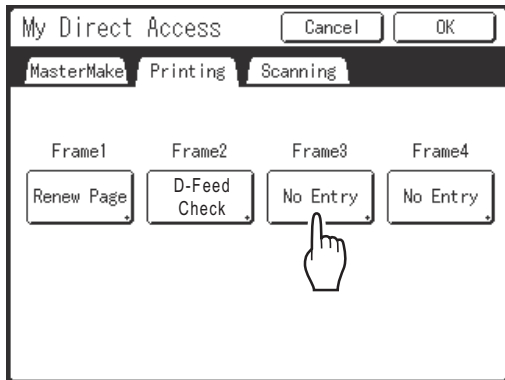 My Direct Access Cancel OK
MasterMake Printing Scanning
Frame1 Frame2 Frame3 Frame4
Renew Page D-Feed Check No Entry No Entry